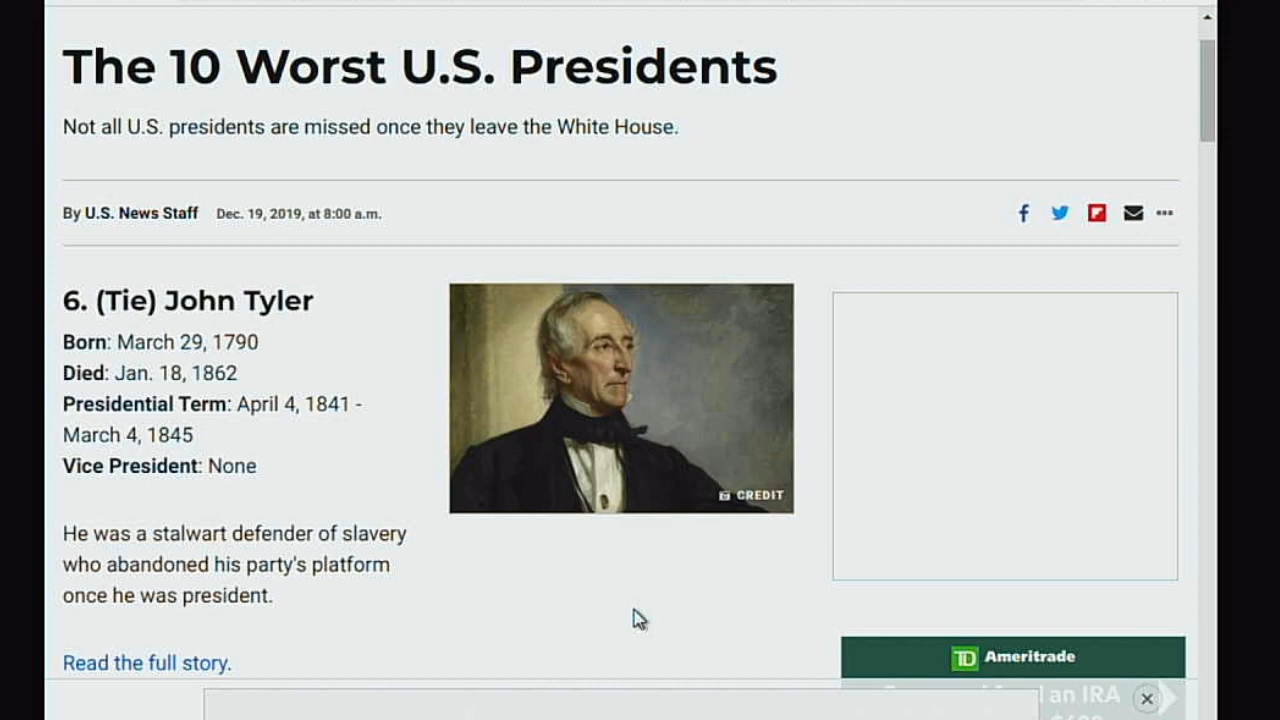 The 10 Worst U.S. Presidents
Not all U.S. presidents are missed once they leave the White House.
By U.S. News Staff Dec. 19, 2019, at 8:00 a.m.
6. (Tie) John Tyler
Born: March 29, 1790
Died: Jan. 18, 1862
Presidential Term: April 4, 1841 -
March 4, 1845
Vice President: None
CREDIT
He was a stalwart defender of slavery
who abandoned his party's platform
once he was president.
Read the full story.
TD Ameritrade
an IRA